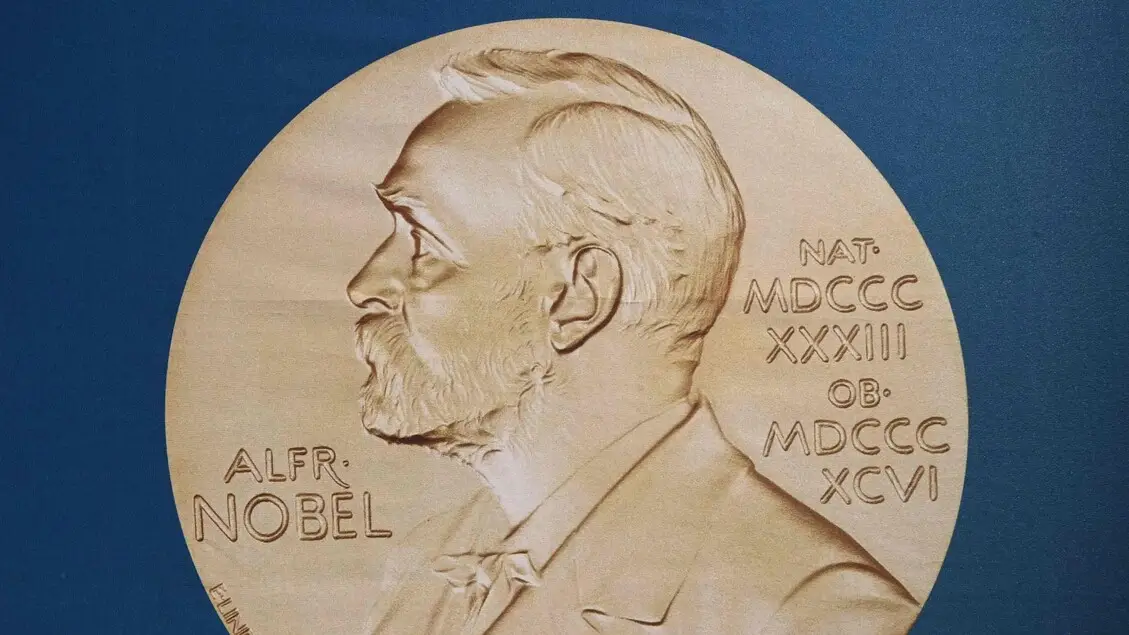 ALFR·
NOBEL
NAT·
MDCCC
XXXIII
OB·
MDCCC
XCVI